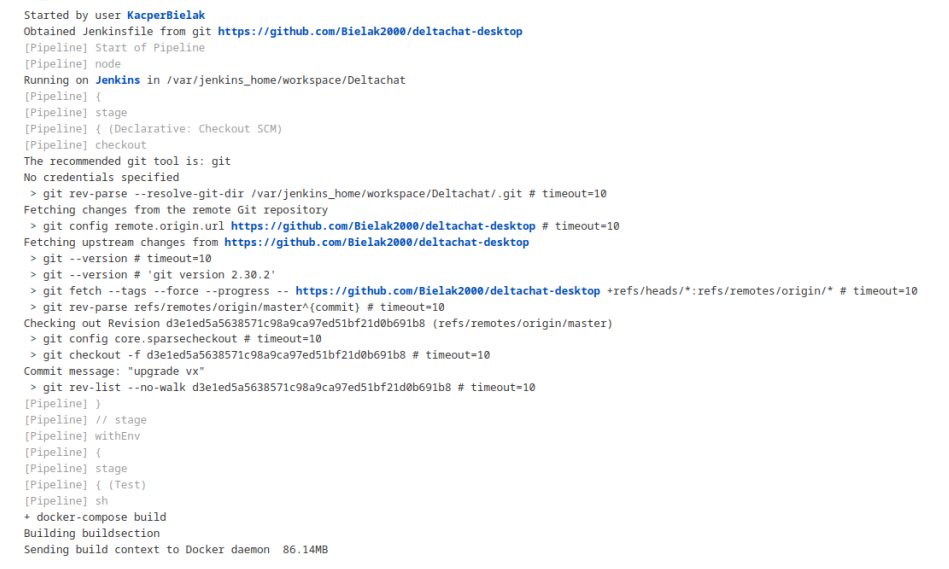 Started by user KacperBielak
Obtained Jenkinsfile from git https://github.com/Bielak2000/deltachat-desktop
[Pipeline] Start of Pipeline
[Pipeline] node
Running on Jenkins in /var/jenkins_home/workspace/Deltachat
[Pipeline] {
[Pipeline] stage
[Pipeline] { (Declarative: Checkout SCM)
[Pipeline] checkout
The recommended git tool is: git
No credentials specified
 > git rev-parse --resolve-git-dir /var/jenkins_home/workspace/Deltachat/.git # timeout=10
Fetching changes from the remote Git repository
 > git config remote.origin.url https://github.com/Bielak2000/deltachat-desktop # timeout=10
Fetching upstream changes from https://github.com/Bielak2000/deltachat-desktop
 > git --version # timeout=10
 > git --version # 'git version 2.30.2'
 > git fetch --tags --force --progress -- https://github.com/Bielak2000/deltachat-desktop +refs/heads/*:refs/remotes/origin/* # timeout=10
 > git rev-parse refs/remotes/origin/master^{commit} # timeout=10
Checking out Revision d3e1ed5a5638571c98a9ca97ed51bf21d0b691b8 (refs/remotes/origin/master)
 > git config core.sparsecheckout # timeout=10
 > git checkout -f d3e1ed5a5638571c98a9ca97ed51bf21d0b691b8 # timeout=10
Commit message: "upgrade vx"
 > git rev-list --no-walk d3e1ed5a5638571c98a9ca97ed51bf21d0b691b8 # timeout=10
[Pipeline] }
[Pipeline] // stage
[Pipeline] withEnv
[Pipeline] {
[Pipeline] stage
[Pipeline] { (Test)
[Pipeline] sh
+ docker-compose build
Building buildsection
Sending build context to Docker daemon  86.14MB